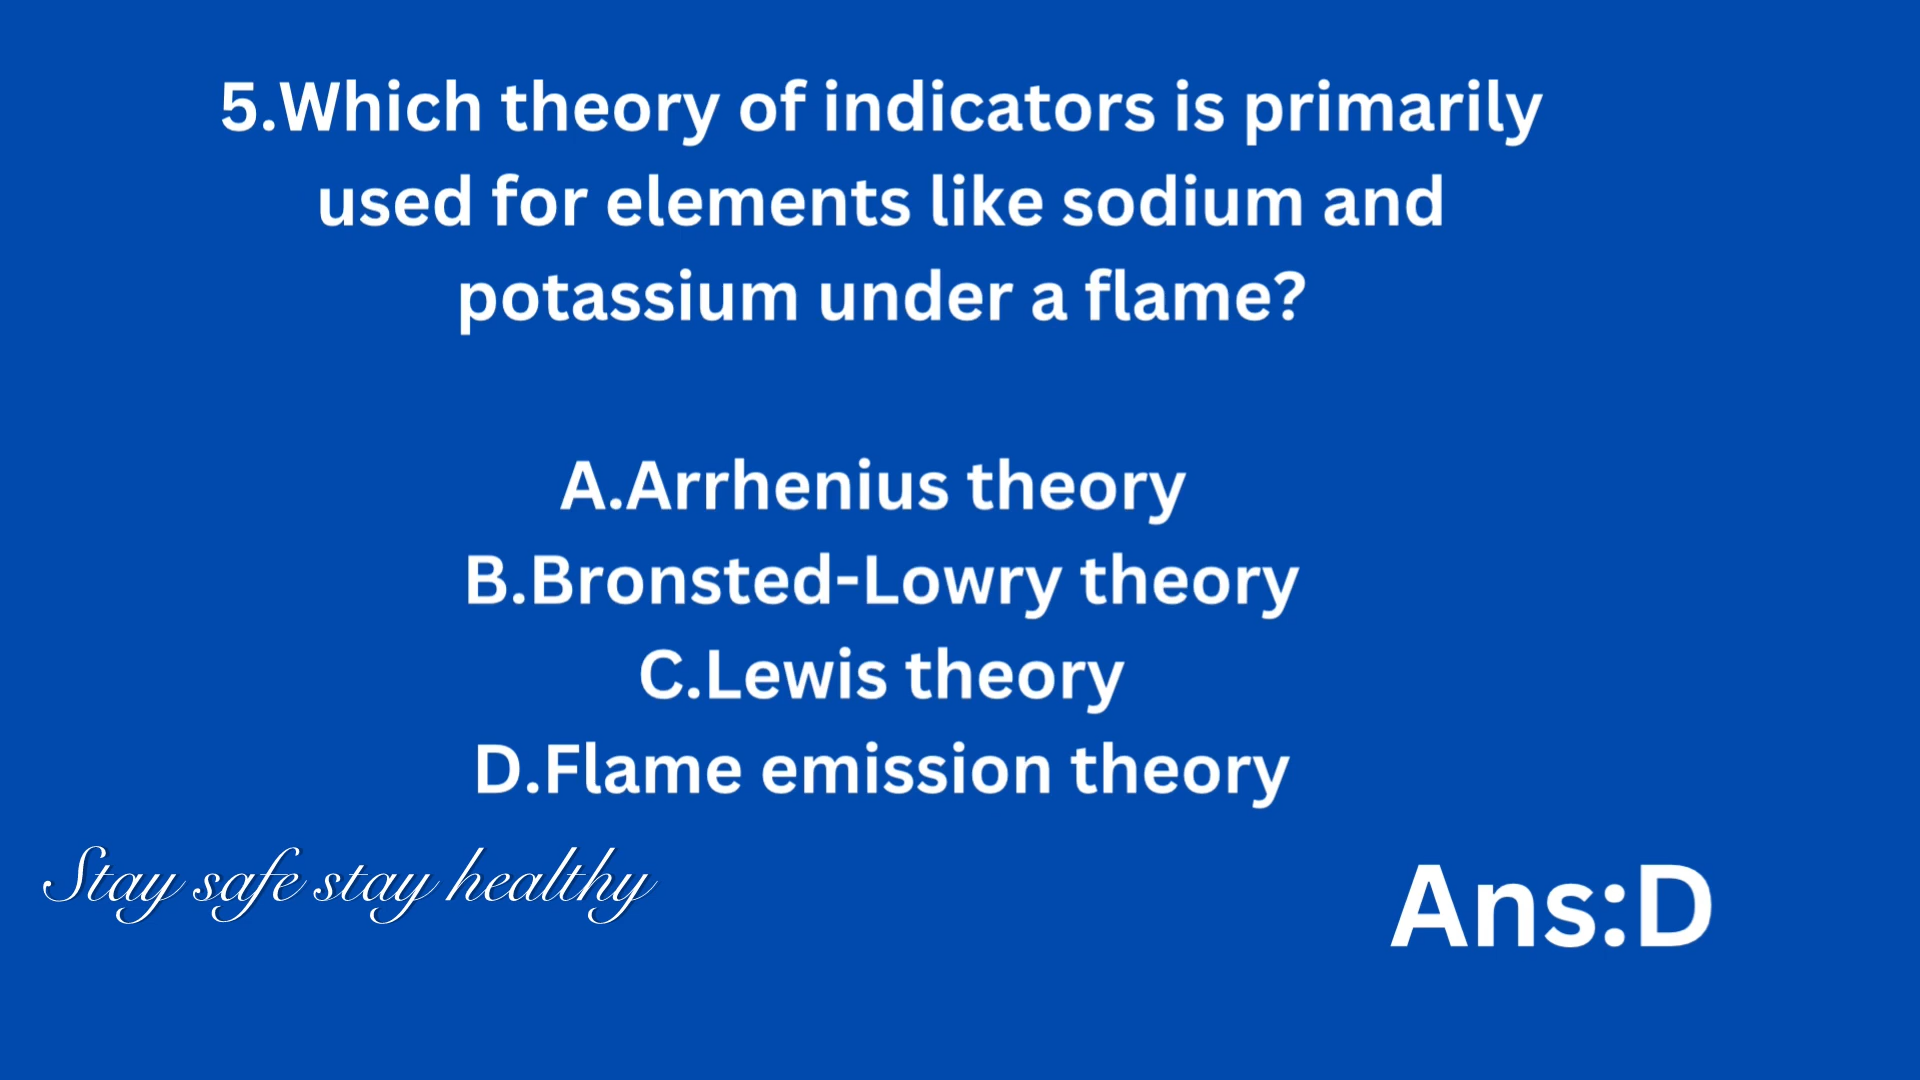 5.Which theory of indicators is primarily
used for elements like sodium and
potassium under a flame?
A.Arrhenius theory
B.Bronsted-Lowry theory
C.Lewis theory
D.Flame emission theory
Stay safe stay healthy
Ans:D